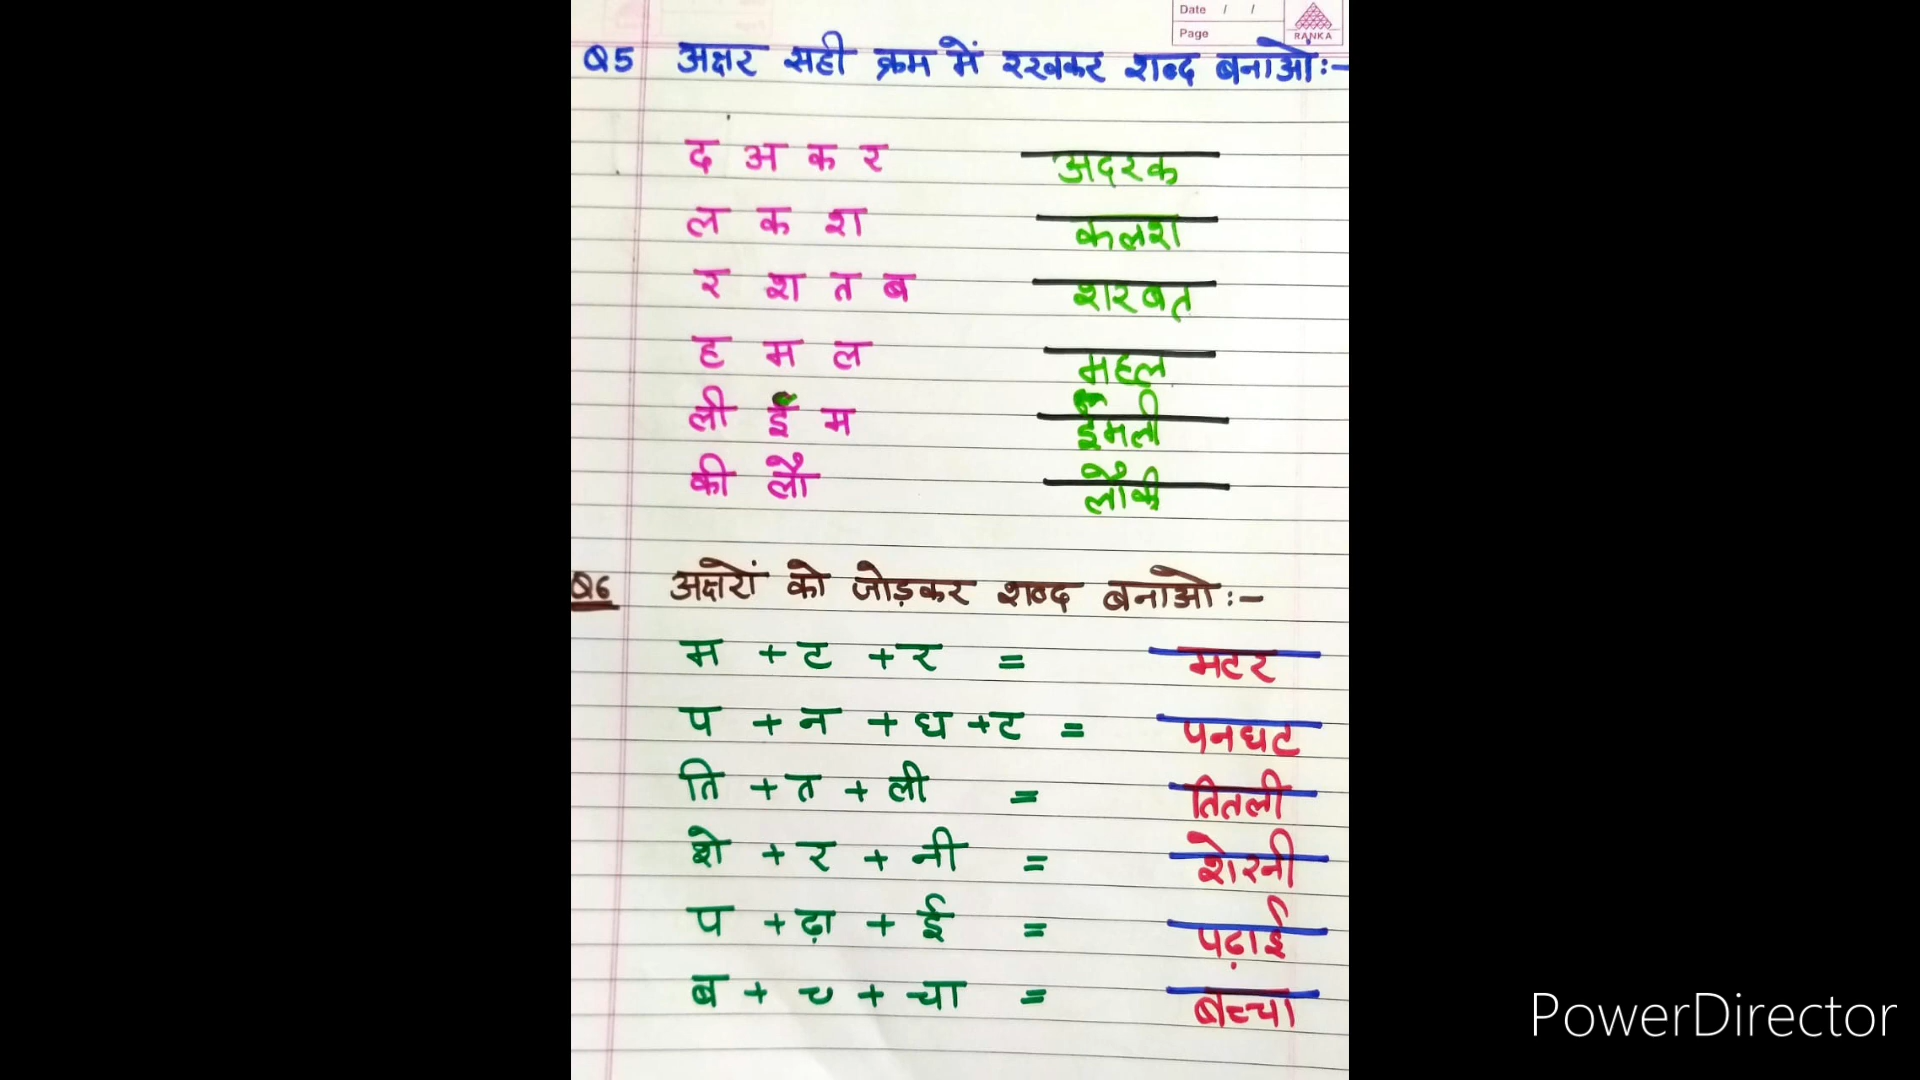 Date / /
Page
RANKA
Q5 अक्षर सही क्रम में रखकर शब्द बनाओं:-
द अ क र अदरक
ल क श कलश
र श त ब शरबत
ह म ल महल
ली इ म इमली
की लौ लौकी
Q6 अक्षरों को जोड़कर शब्द बनाओ:-
म + ट + र = मटर
प + न + घ + ट = पनघट
ति + त + ली = तितली
शे + र + नी = शेरनी
प + ढ़ा + ई = पढ़ाई
ब + च् + चा = बच्चा
PowerDirector